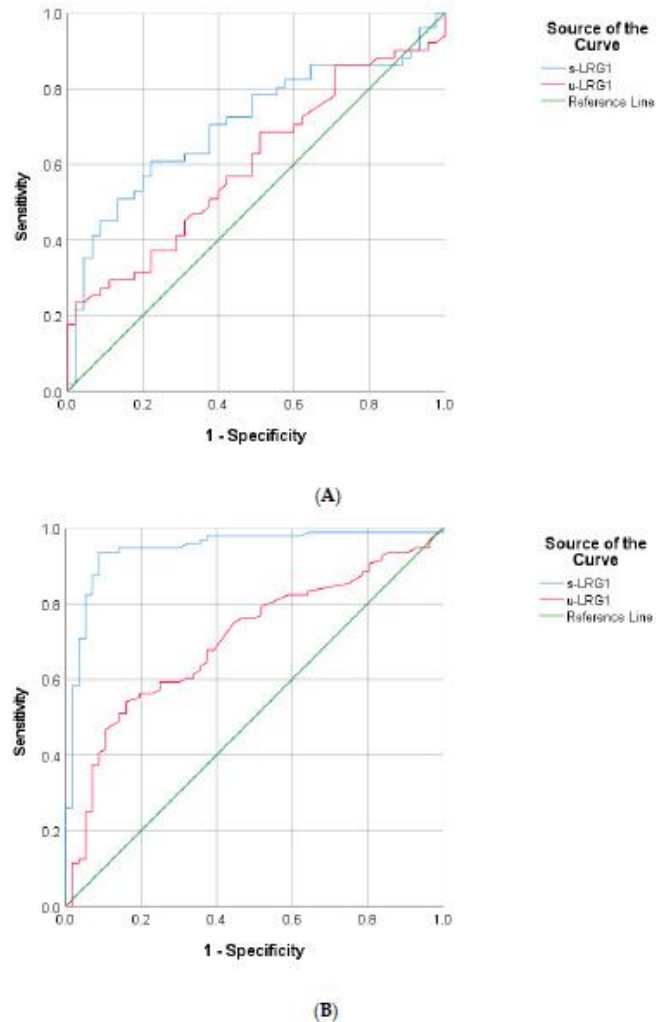 Source of the
Curve
s-LRG1
u-LRG1
Reference Line
1.0
0.8
0.6
0.4
0.2
0.0
Sensitivity
0.0 0.2 0.4 0.6 0.8 1.0
1 - Specificity
(A)
Source of the
Curve
s-LRG1
u-LRG1
Reference Line
1.0
0.8
0.6
0.4
0.2
0.0
Sensitivity
0.0 0.2 0.4 0.6 0.8 1.0
1 - Specificity
(B)